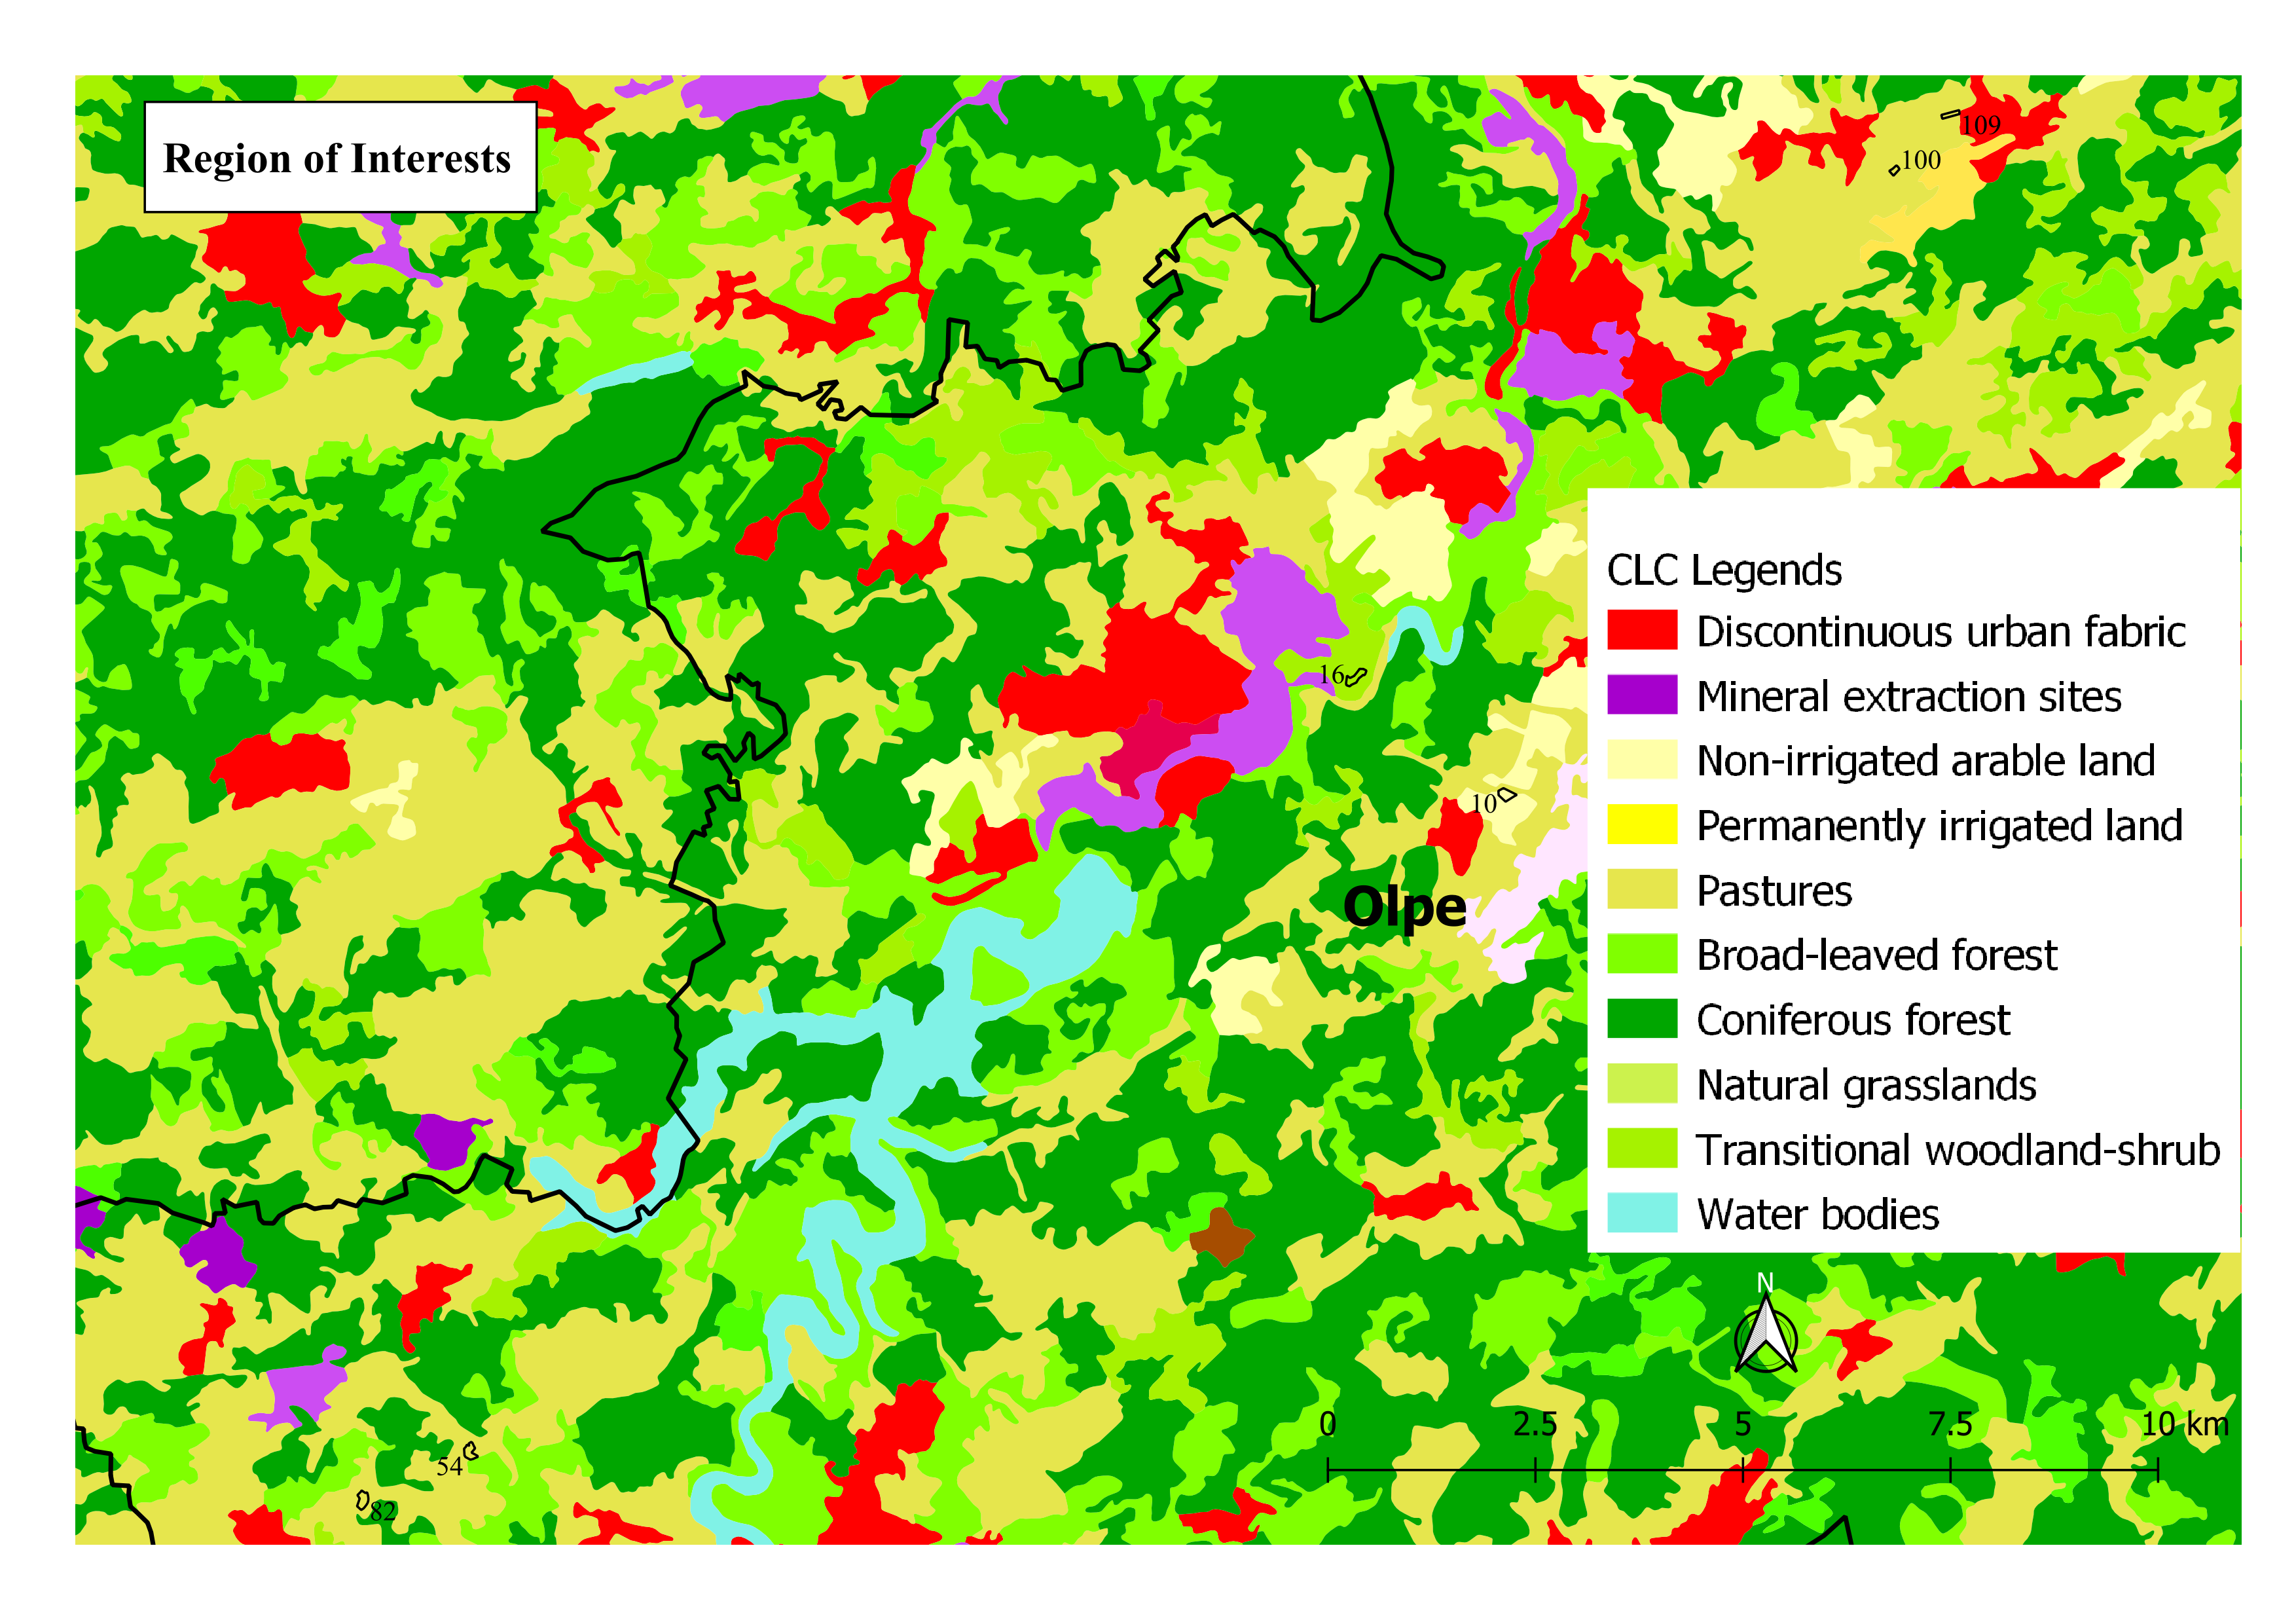 Region of Interests
109
100
16
10
Olpe
54
82
CLC Legends
Discontinuous urban fabric
Mineral extraction sites
Non-irrigated arable land
Permanently irrigated land
Pastures
Broad-leaved forest
Coniferous forest
Natural grasslands
Transitional woodland-shrub
Water bodies
N
0 2.5 5 7.5 10 km